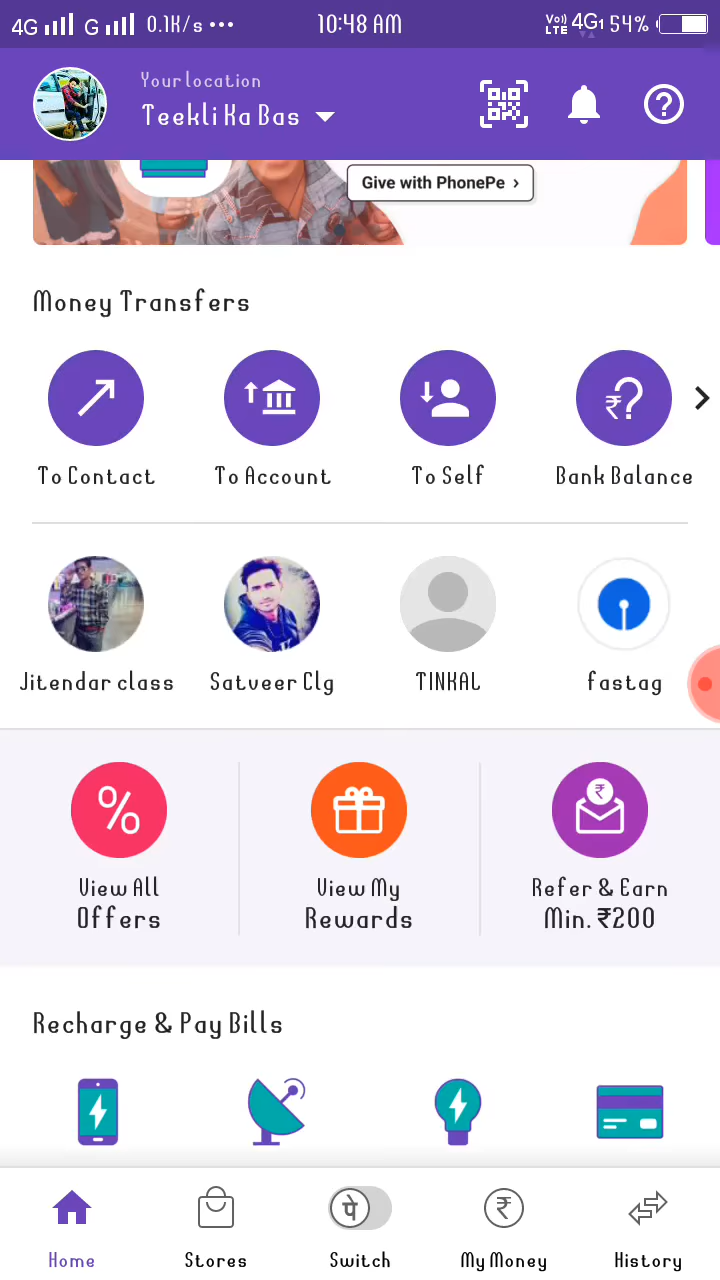 4G G 0.1K/s ••• 10:48 AM Vo)) LTE 4G1 54%
Your location
Teekli Ka Bas
Give with PhonePe ›
Money Transfers
To Contact To Account To Self Bank Balance
Jitendar class Satveer Clg TINKAL fastag
View All View My Refer & Earn
Offers Rewards Min. ₹200
Recharge & Pay Bills
Home Stores Switch My Money History